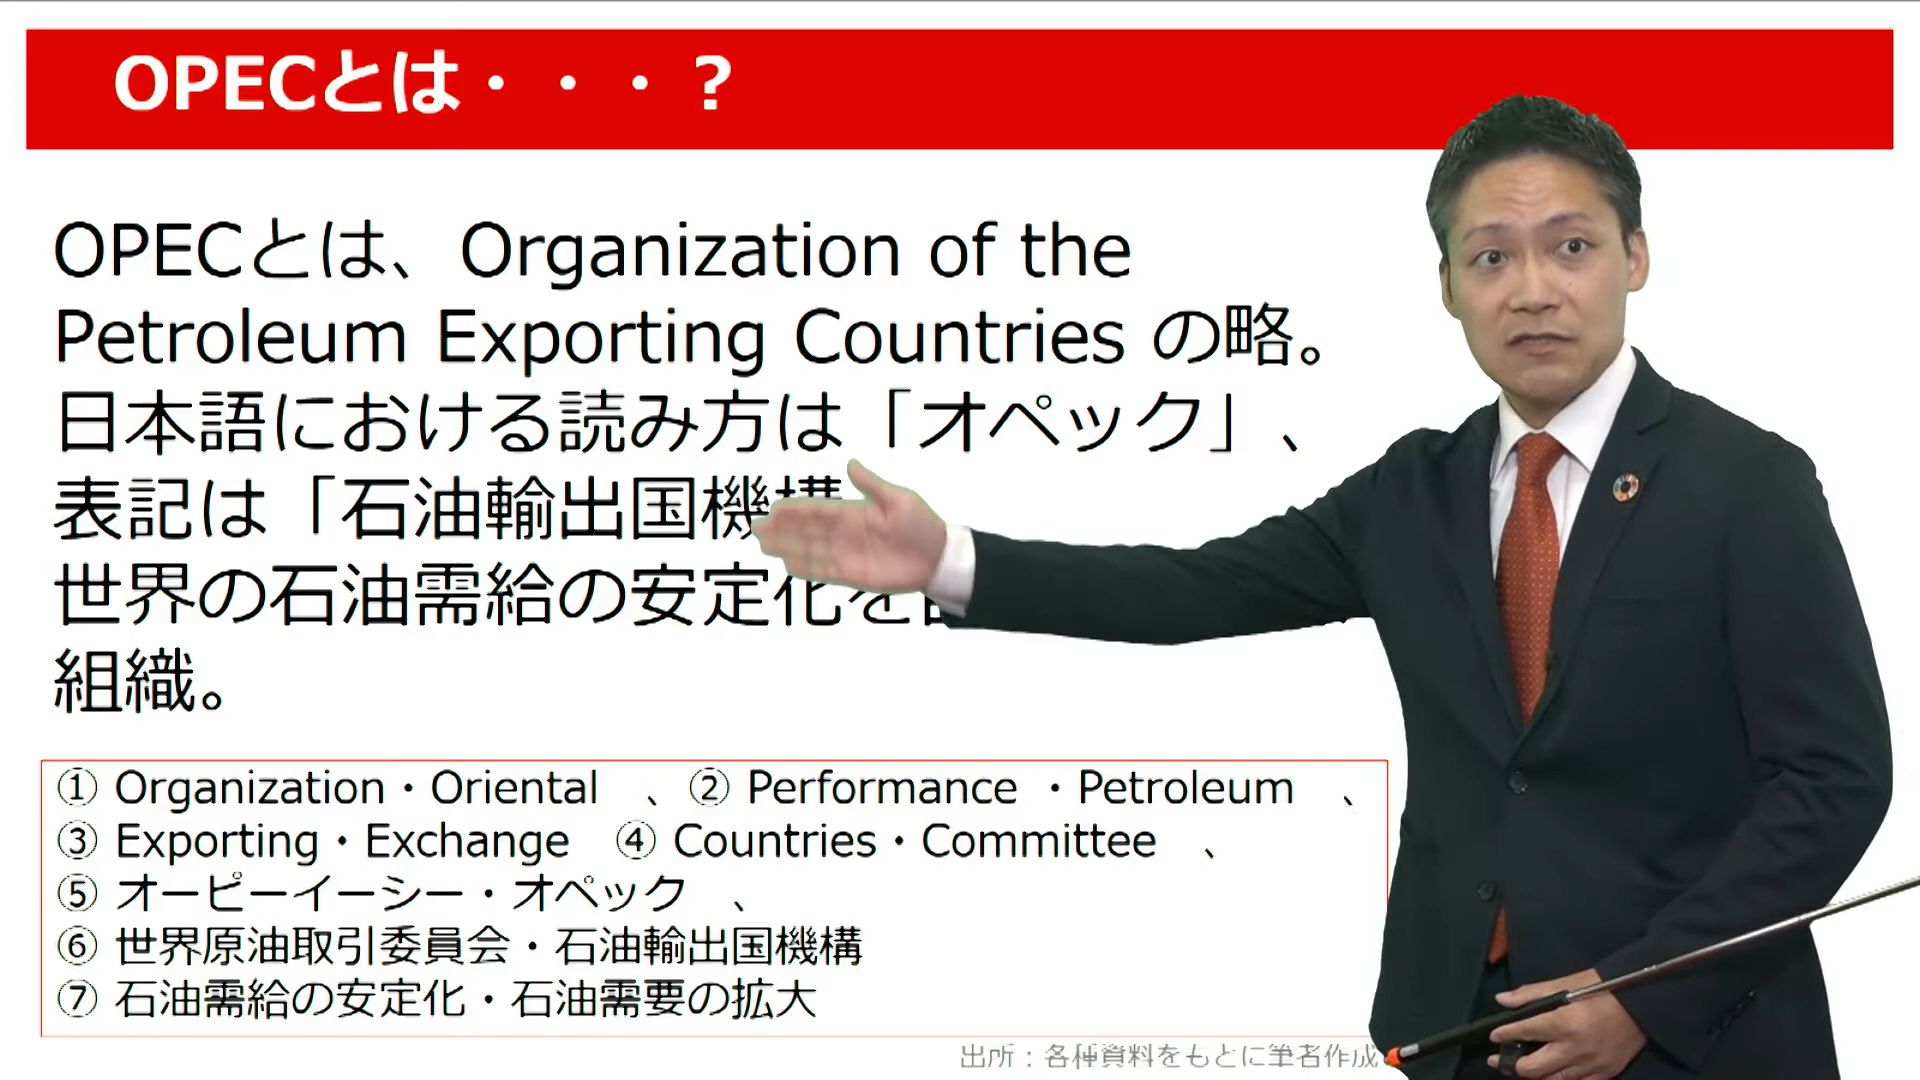 OPECとは・・・？
OPECとは、Organization of the
Petroleum Exporting Countries の略。
日本語における読み方は「オペック」、
表記は「石油輸出国機構
世界の石油需給の安定化を
組織。
① Organization・Oriental 、② Performance ・Petroleum 、
③ Exporting・Exchange ④ Countries・Committee 、
⑤ オーピーイーシー・オペック 、
⑥ 世界原油取引委員会・石油輸出国機構
⑦ 石油需給の安定化・石油需要の拡大
出所：各種資料をもとに筆者作成